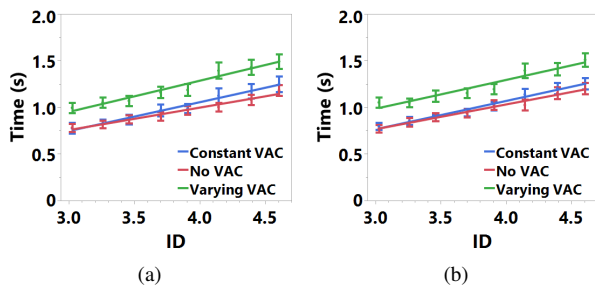 2.0
1.5
1.0
0.5
0
Time (s)
3.0 3.5 4.0 4.5
ID
Constant VAC
No VAC
Varying VAC
(a)
2.0
1.5
1.0
0.5
0
Time (s)
3.0 3.5 4.0 4.5
ID
Constant VAC
No VAC
Varying VAC
(b)